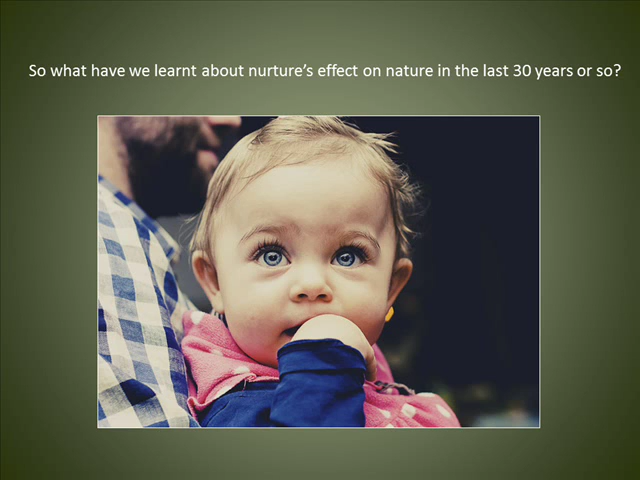 So what have we learnt about nurture’s effect on nature in the last 30 years or so?